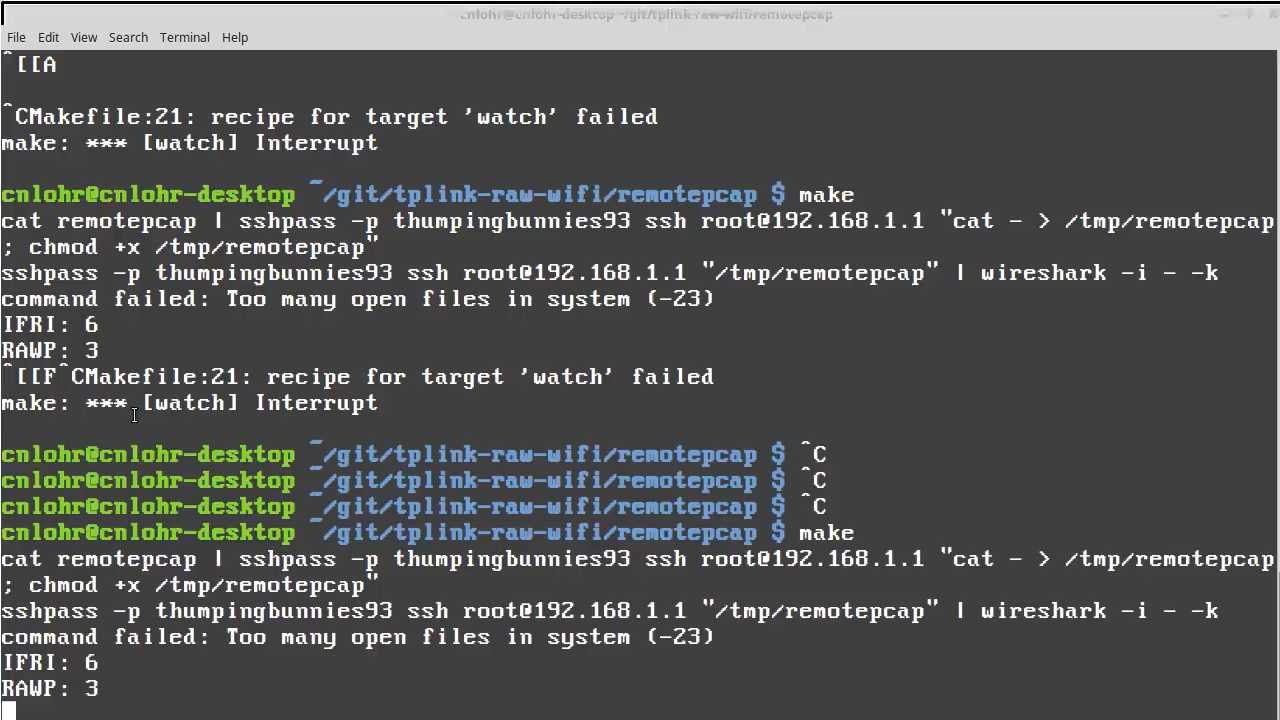 cnlohr@cnlohr-desktop ~/git/tplink-raw-wifi/remotepcap
File Edit View Search Terminal Help
^[[A
^CMakefile:21: recipe for target 'watch' failed
make: *** [watch] Interrupt
cnlohr@cnlohr-desktop ~/git/tplink-raw-wifi/remotepcap $ make
cat remotepcap | sshpass -p thumpingbunnies93 ssh root@192.168.1.1 "cat - > /tmp/remotepcap
; chmod +x /tmp/remotepcap"
sshpass -p thumpingbunnies93 ssh root@192.168.1.1 "/tmp/remotepcap" | wireshark -i - -k
command failed: Too many open files in system (-23)
IFRI: 6
RAWP: 3
^[[F^CMakefile:21: recipe for target 'watch' failed
make: *** [watch] Interrupt
cnlohr@cnlohr-desktop ~/git/tplink-raw-wifi/remotepcap $ ^C
cnlohr@cnlohr-desktop ~/git/tplink-raw-wifi/remotepcap $ ^C
cnlohr@cnlohr-desktop ~/git/tplink-raw-wifi/remotepcap $ ^C
cnlohr@cnlohr-desktop ~/git/tplink-raw-wifi/remotepcap $ make
cat remotepcap | sshpass -p thumpingbunnies93 ssh root@192.168.1.1 "cat - > /tmp/remotepcap
; chmod +x /tmp/remotepcap"
sshpass -p thumpingbunnies93 ssh root@192.168.1.1 "/tmp/remotepcap" | wireshark -i - -k
command failed: Too many open files in system (-23)
IFRI: 6
RAWP: 3